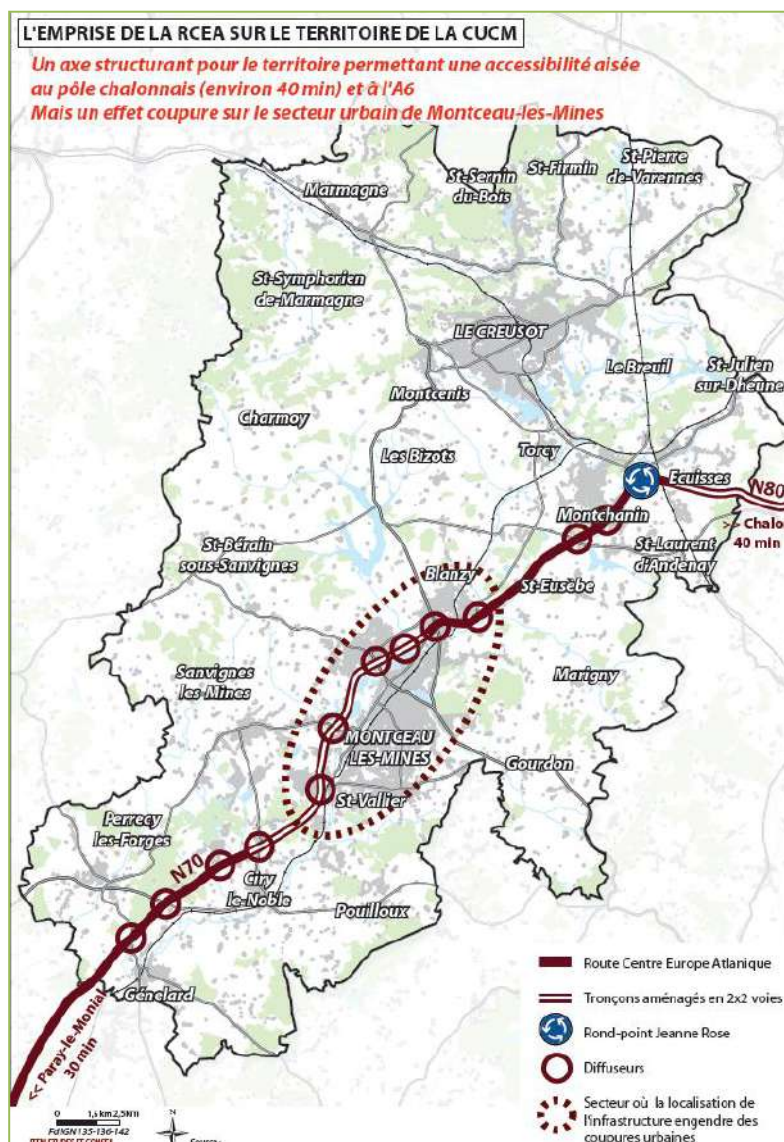 L'EMPRISE DE LA RCEA SUR LE TERRITOIRE DE LA CUCM
Un axe structurant pour le territoire permettant une accessibilité aisée
au pôle chalonnais (environ 40 min) et à l'A6
Mais un effet coupure sur le secteur urbain de Montceau-les-Mines
St-Sernin
du-Bois
St-Firmin
St-Pierre
de-Varennes
Marmagne
St-Symphorien
de-Marmagne
LE CREUSOT
Le Breuil
St-Julien
sur-Dheune
Montcenis
Charmoy
Les Bizots
Torcy
Ecuisses
N80
>> Chalo
40 min
Montchanin
St-Laurent
d'Andenay
St-Bérain
sous-Sanvignes
Blanzy
St-Eusèbe
Sanvignes
les-Mines
Marigny
MONTCEAU
LES-MINES
Gourdon
St-Vallier
Perrecy
les-Forges
N70
Ciry
le-Noble
Pouilloux
Génelard
<< Paray-le-Monial
30 min
Route Centre Europe Atlanique
Tronçons aménagés en 2x2 voies
Rond-point Jeanne Rose
Diffuseurs
Secteur où la localisation de
l'infrastructure engendre des
coupures urbaines
0
N
FdIGN135-136-142